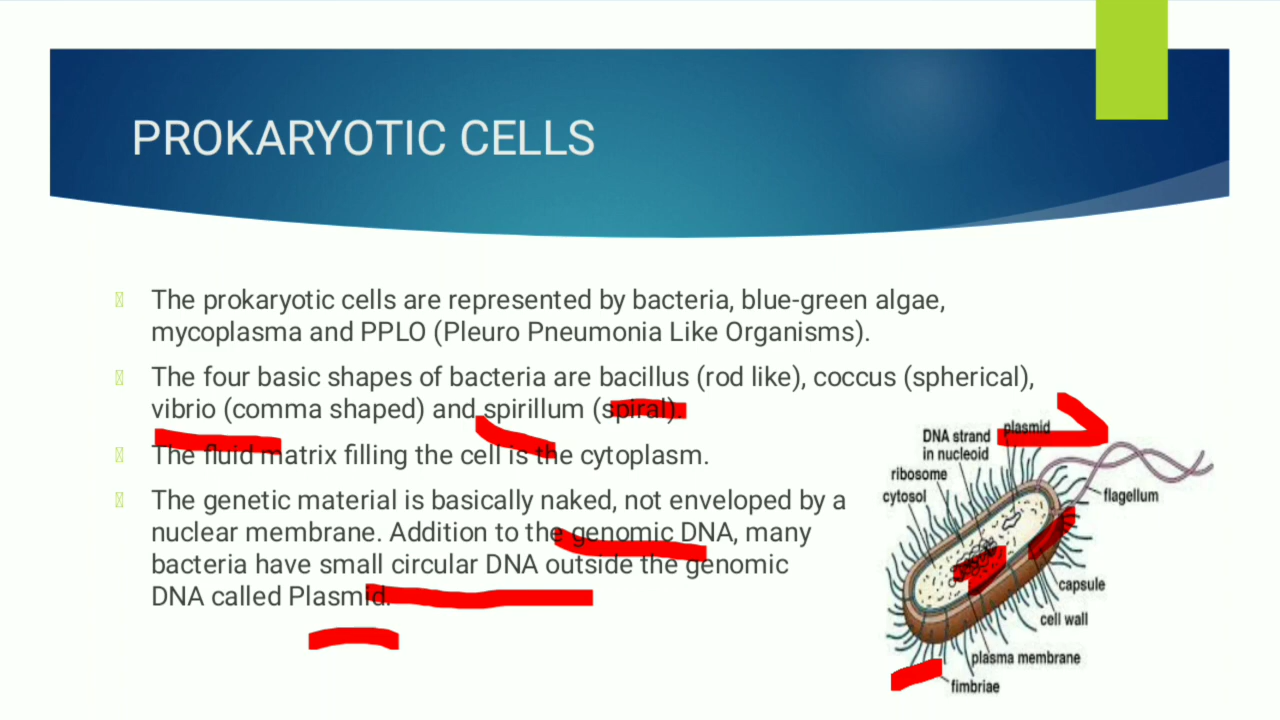 PROKARYOTIC CELLS
The prokaryotic cells are represented by bacteria, blue-green algae,
mycoplasma and PPLO (Pleuro Pneumonia Like Organisms).
The four basic shapes of bacteria are bacillus (rod like), coccus (spherical),
vibrio (comma shaped) and spirillum (spiral).
The fluid matrix filling the cell is the cytoplasm.
The genetic material is basically naked, not enveloped by a
nuclear membrane. Addition to the genomic DNA, many
bacteria have small circular DNA outside the genomic
DNA called Plasmid.
plasmid
DNA strand
in nucleoid
ribosome
cytosol
flagellum
capsule
cell wall
plasma membrane
fimbriae